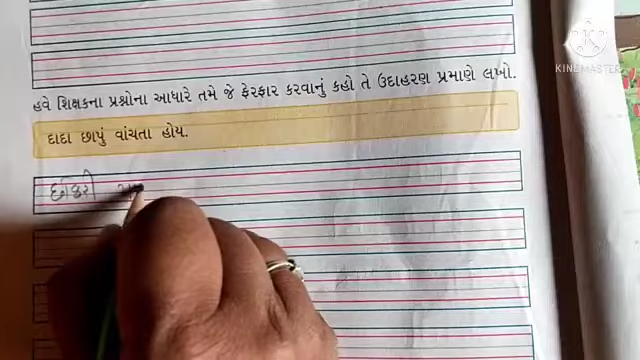 KINEMASTER
હવે શિક્ષકના પ્રશ્નોના આધારે તમે જે ફેરફાર કરવાનું કહો તે ઉદાહરણ પ્રમાણે લખો.
દાદા છાપું વાંચતા હોય.
છોકરી